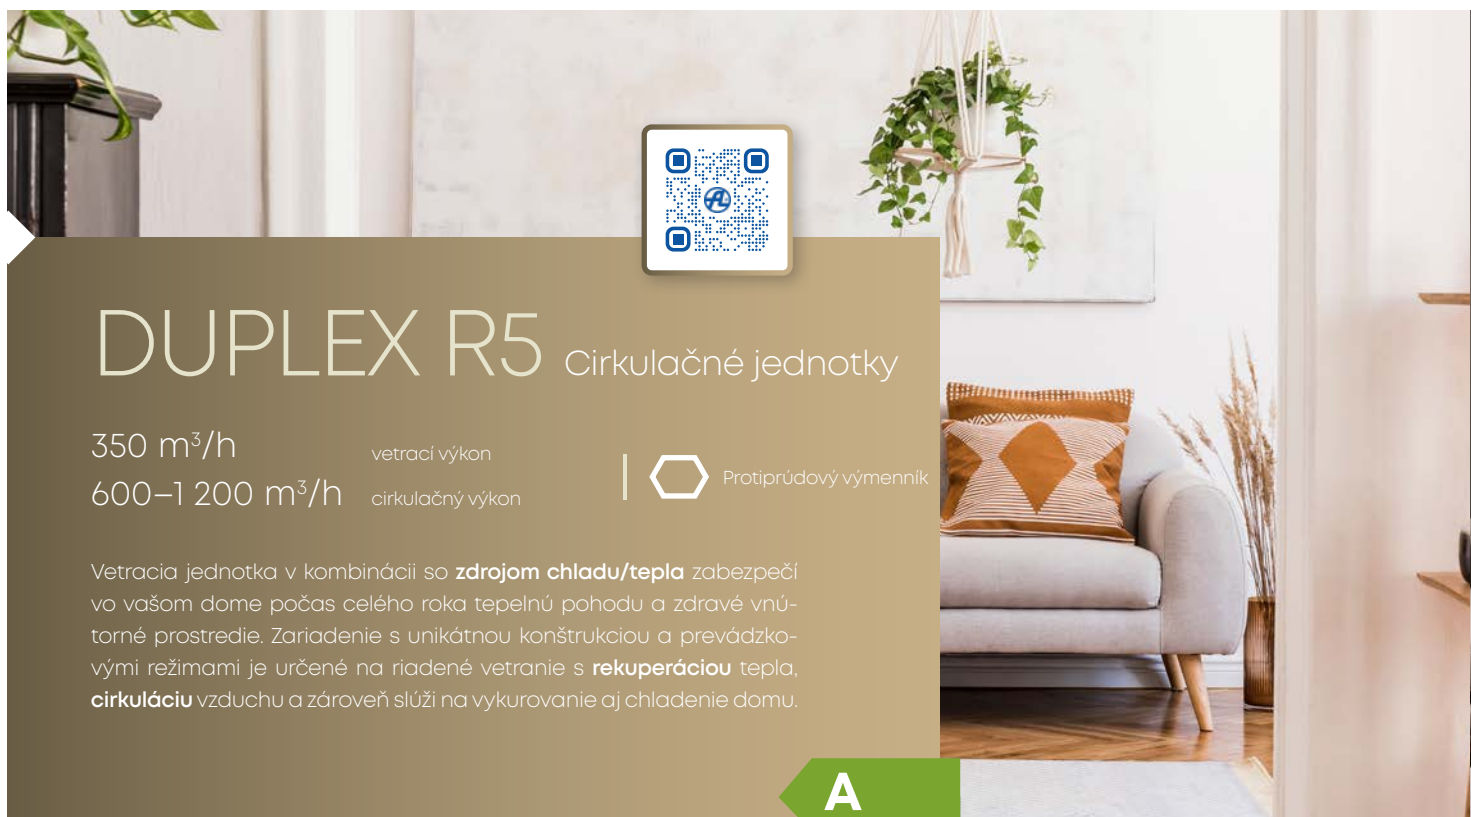 DUPLEX R5 Cirkulačné jednotky
350 m³/h vetrací výkon
600–1 200 m³/h cirkulačný výkon
Protiprúdový výmenník
Vetracia jednotka v kombinácii so zdrojom chladu/tepla zabezpečí
vo vašom dome počas celého roka tepelnú pohodu a zdravé vnú-
torné prostredie. Zariadenie s unikátnou konštrukciou a prevádzko-
vými režimami je určené na riadené vetranie s rekuperáciou tepla,
cirkuláciu vzduchu a zároveň slúži na vykurovanie aj chladenie domu.
A